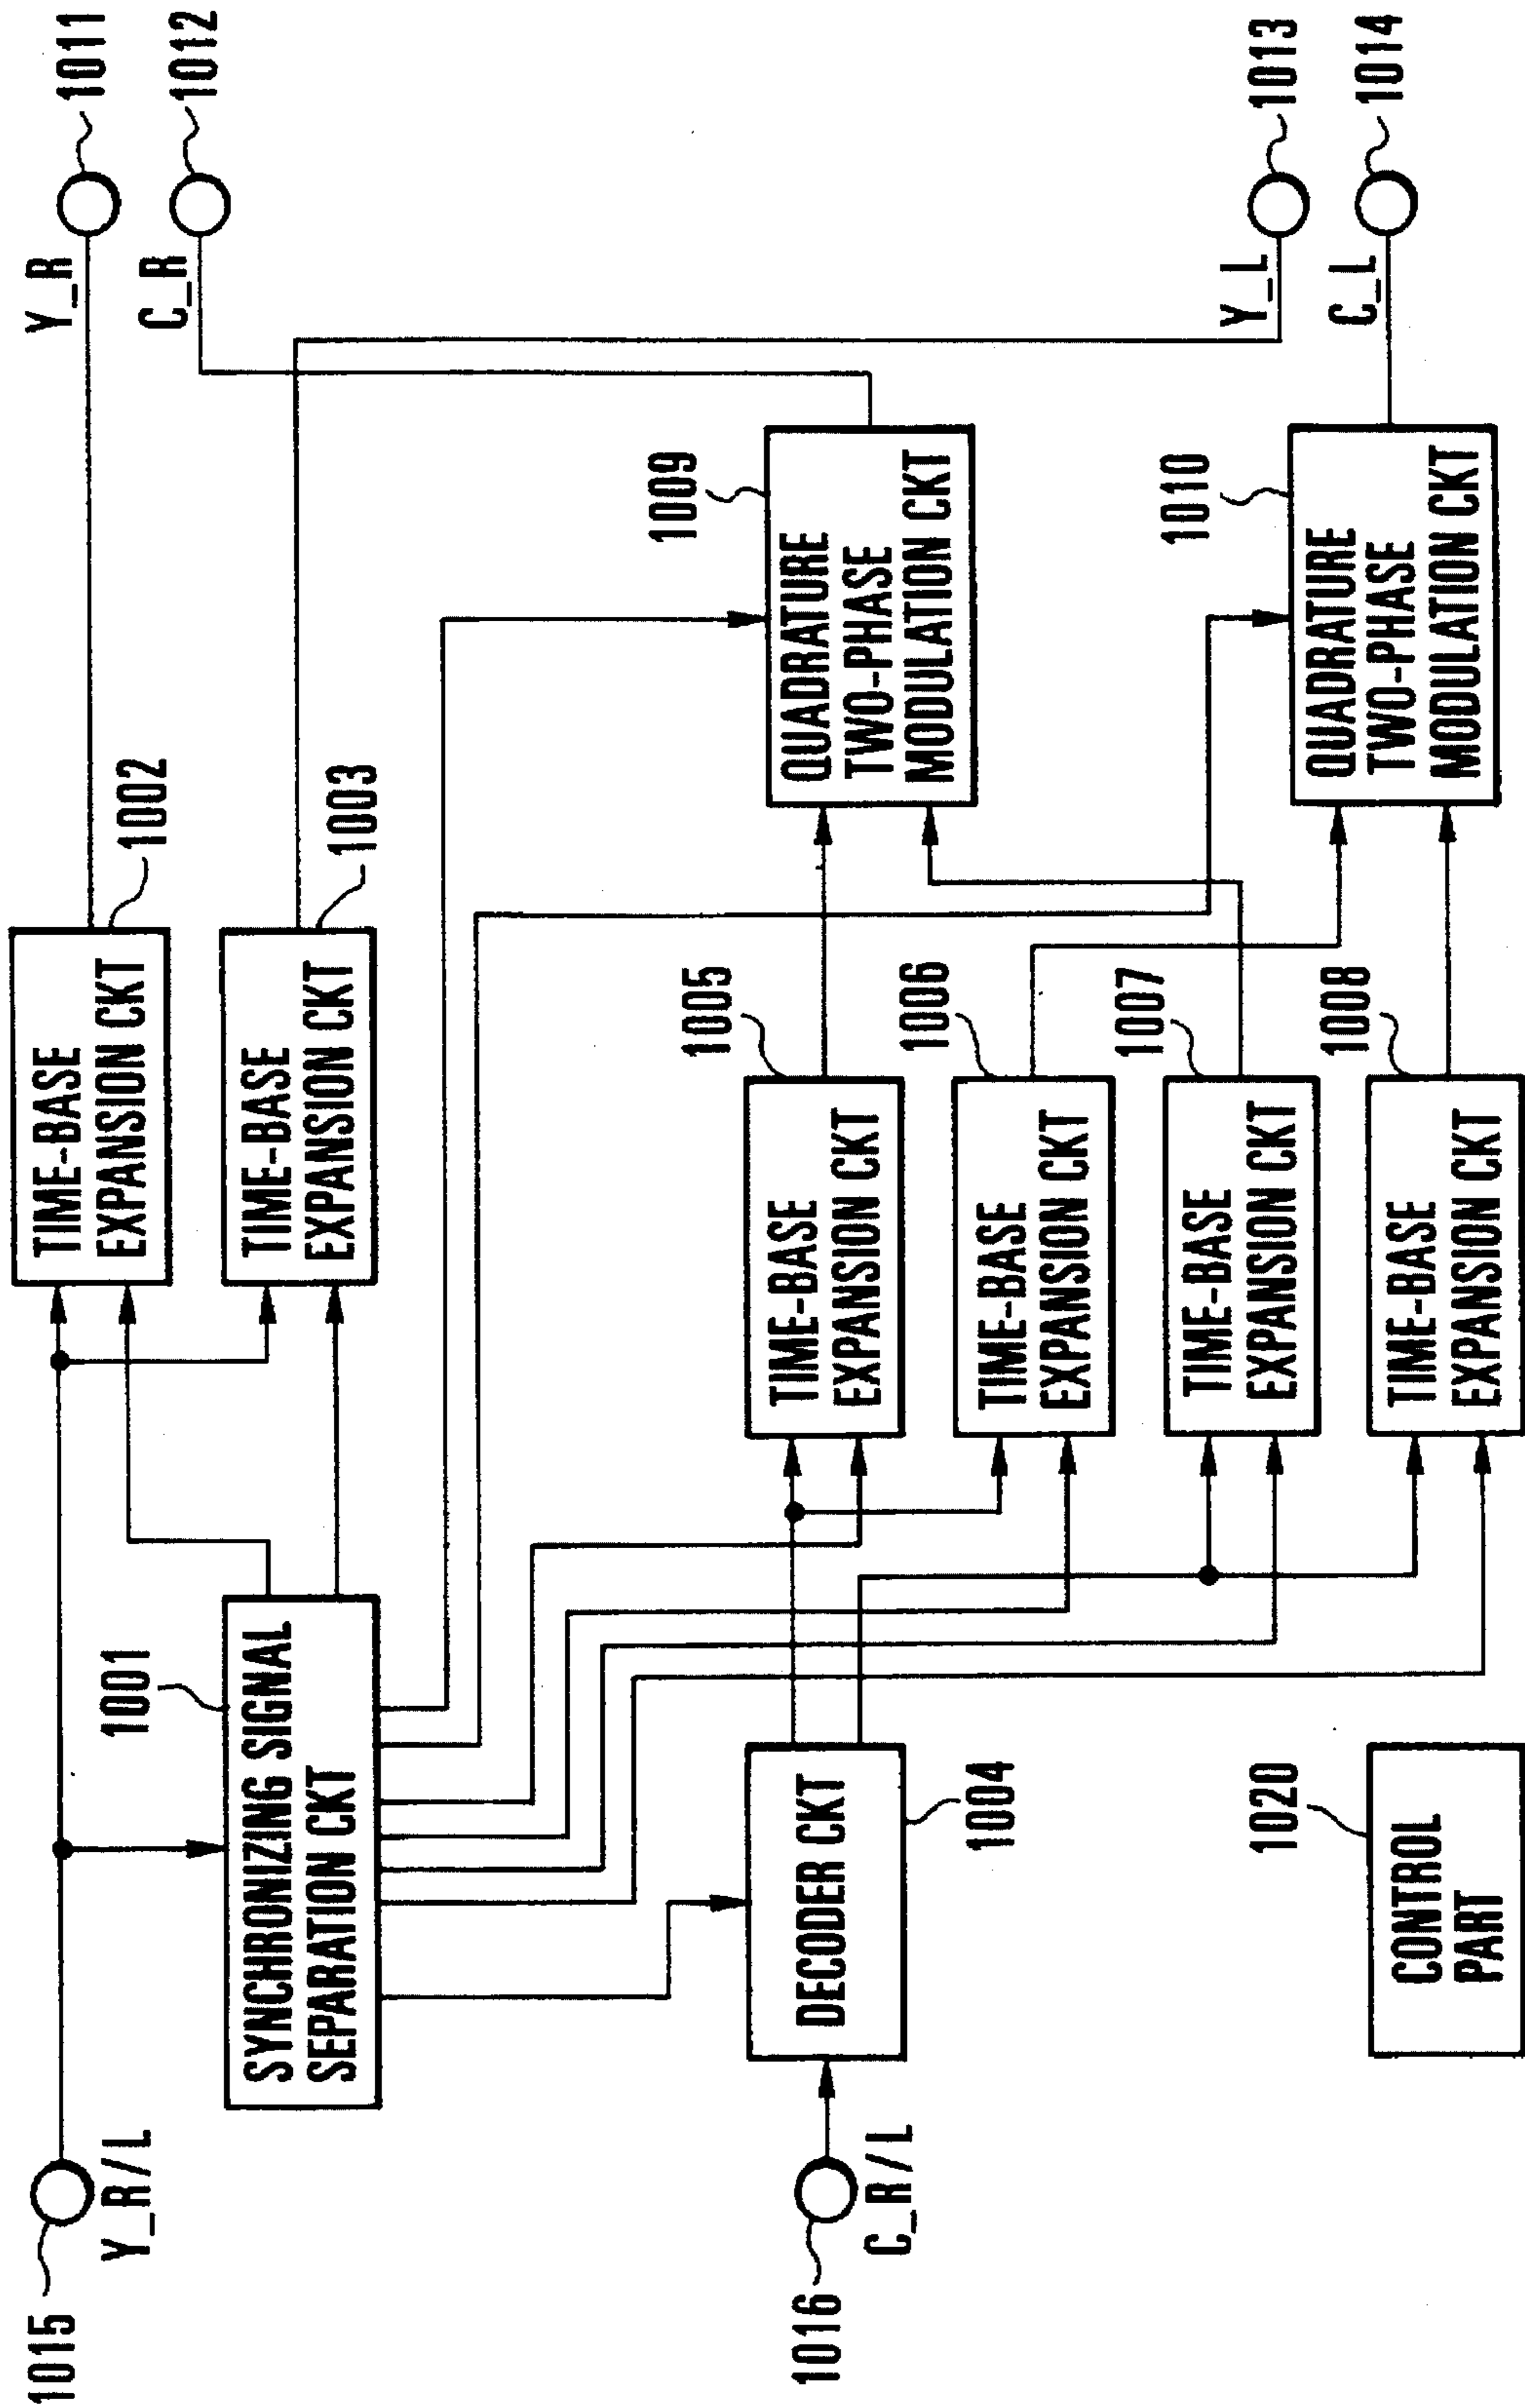 1015
Y_R/L
1001
SYNCHRONIZING SIGNAL
SEPARATION CKT
TIME-BASE
EXPANSION CKT
1002
TIME-BASE
EXPANSION CKT
1003
Y_R
1011
C_R
1012
1016
C_R/L
DECODER CKT
1004
TIME-BASE
EXPANSION CKT
1005
TIME-BASE
EXPANSION CKT
1006
TIME-BASE
EXPANSION CKT
1007
TIME-BASE
EXPANSION CKT
1008
QUADRATURE
TWO-PHASE
MODULATION CKT
1009
QUADRATURE
TWO-PHASE
MODULATION CKT
1010
Y_L
1013
C_L
1014
CONTROL
PART
1020